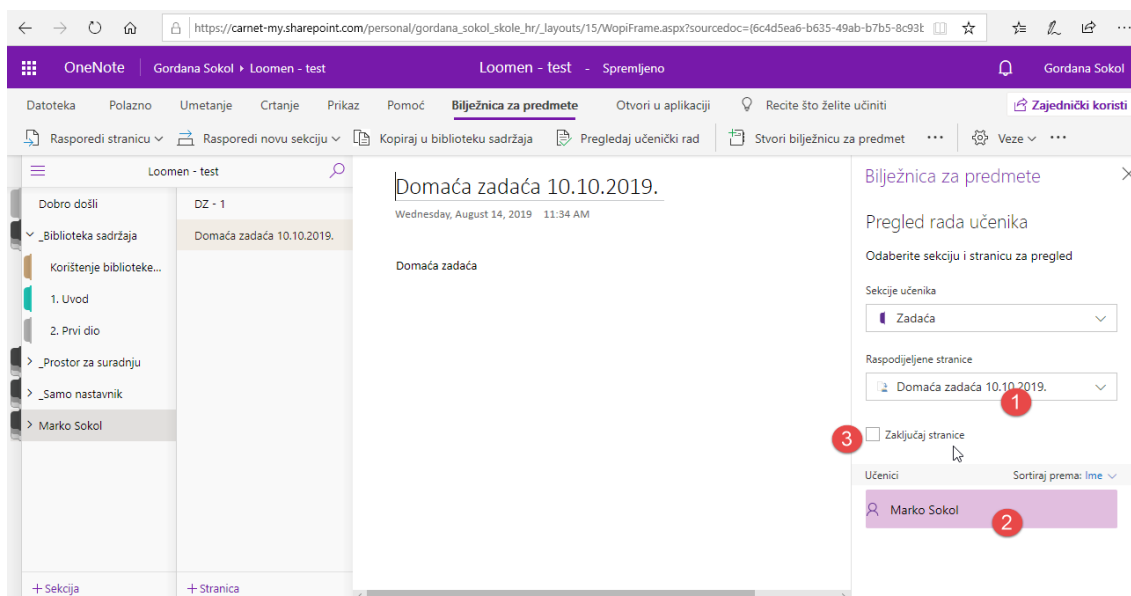 https://carnet-my.sharepoint.com/personal/gordana_sokol_skole_hr/_layouts/15/WopiFrame.aspx?sourcedoc={6c4d5ea6-b635-49ab-b7b5-8c93b
OneNote Gordana Sokol ▸ Loomen - test Loomen - test - Spremljeno Gordana Sokol
Datoteka Polazno Umetanje Crtanje Prikaz Pomoć Bilježnica za predmete Otvori u aplikaciji Recite što želite učiniti Zajednički koristi
Rasporedi stranicu Rasporedi novu sekciju Kopiraj u biblioteku sadržaja Pregledaj učenički rad Stvori bilježnicu za predmet ... Veze ...
Loomen - test
Dobro došli
_Biblioteka sadržaja
Korištenje biblioteke...
1. Uvod
2. Prvi dio
_Prostor za suradnju
_Samo nastavnik
Marko Sokol
+ Sekcija
DZ - 1
Domaća zadaća 10.10.2019.
+ Stranica
Domaća zadaća 10.10.2019.
Wednesday, August 14, 2019 11:34 AM
Domaća zadaća
Bilježnica za predmete
Pregled rada učenika
Odaberite sekciju i stranicu za pregled
Sekcije učenika
Zadaća
Raspodijeljene stranice
Domaća zadaća 10.10.2019.
1
3 Zaključaj stranice
Učenici Sortiraj prema: Ime
Marko Sokol
2